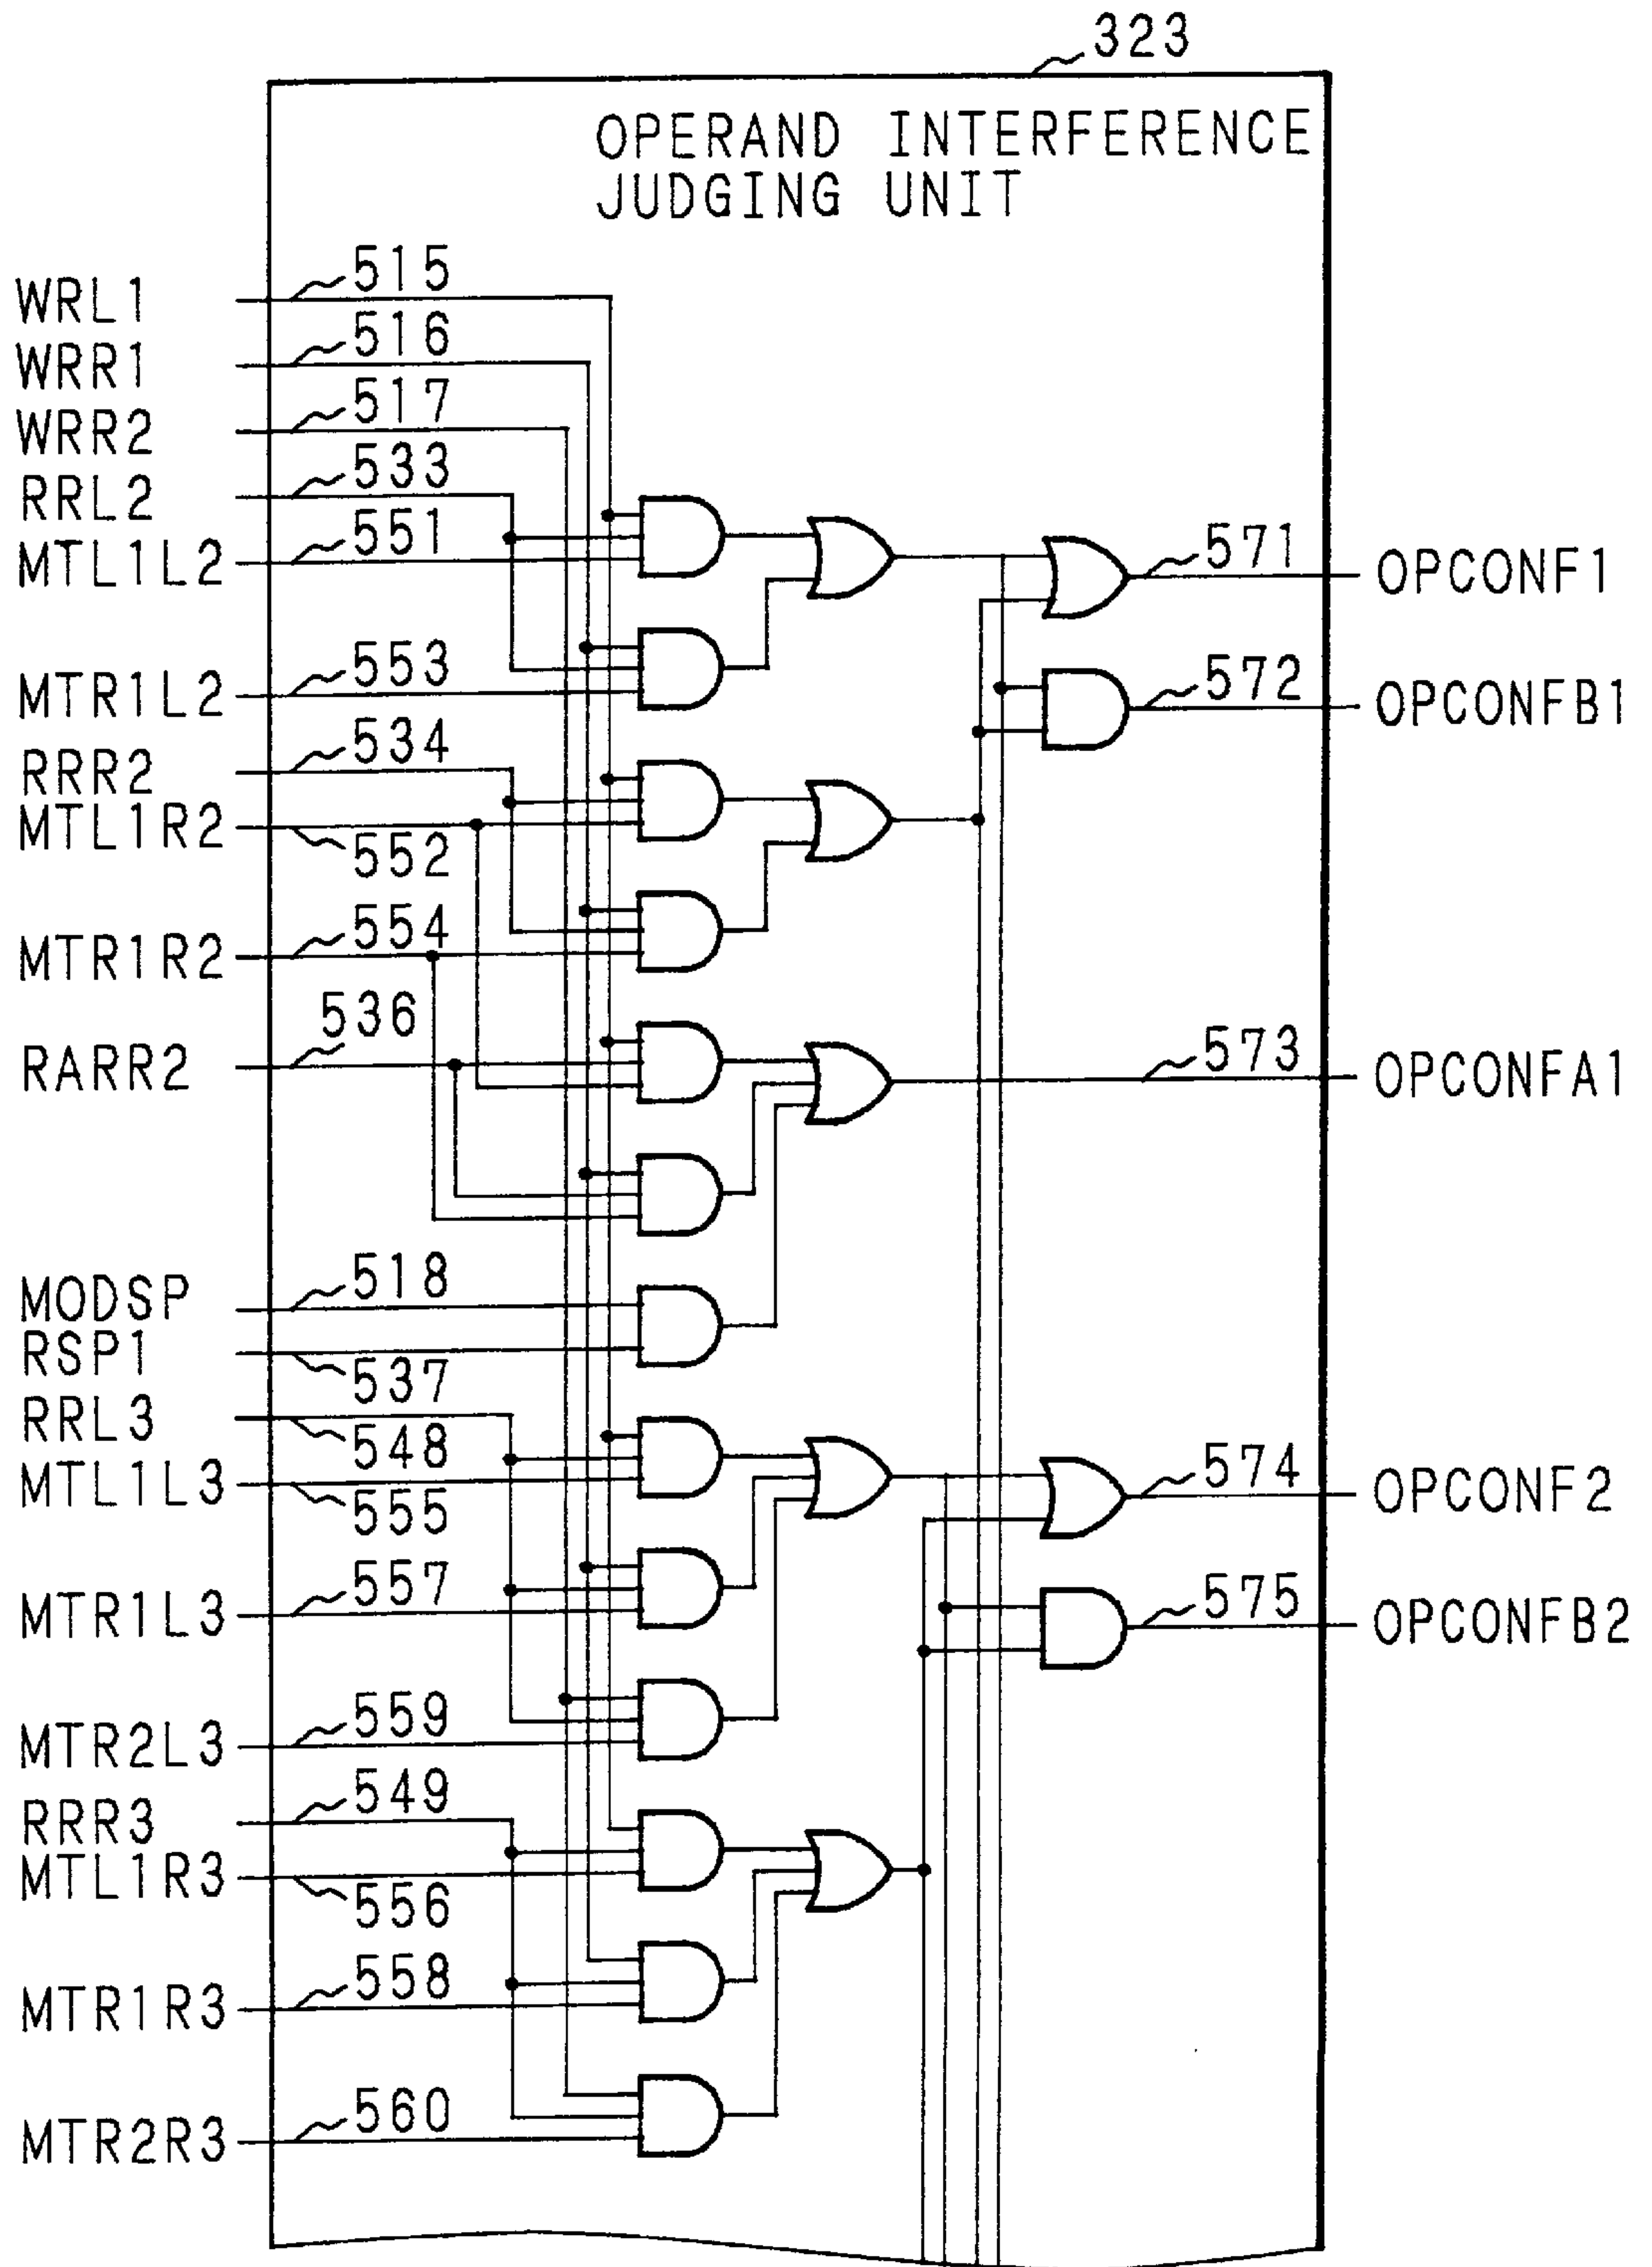 323
OPERAND INTERFERENCE
JUDGING UNIT
WRL1
515
WRR1
516
WRR2
517
RRL2
533
MTL1L2
551
571
OPCONF1
MTR1L2
553
572
OPCONFB1
RRR2
534
MTL1R2
552
MTR1R2
554
RARR2
536
573
OPCONFA1
MODSP
518
RSP1
537
RRL3
548
MTL1L3
555
574
OPCONF2
MTR1L3
557
575
OPCONFB2
MTR2L3
559
RRR3
549
MTL1R3
556
MTR1R3
558
MTR2R3
560